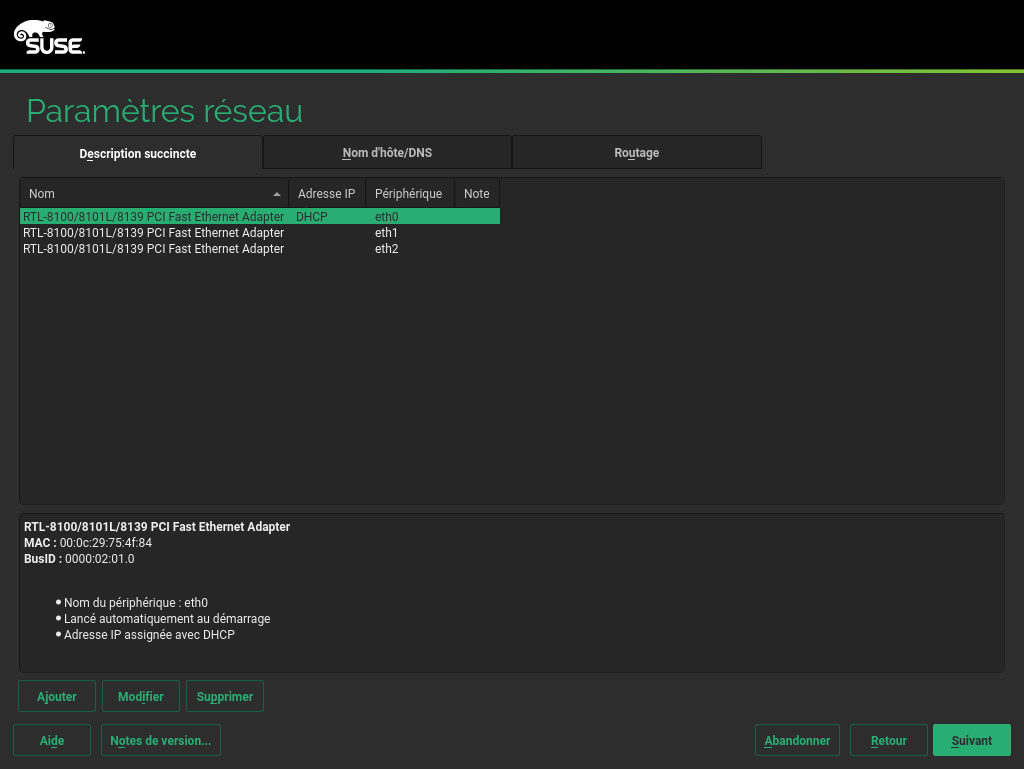 SUSE.
Paramètres réseau
Description succincte Nom d'hôte/DNS Routage
Nom Adresse IP Périphérique Note
RTL-8100/8101L/8139 PCI Fast Ethernet Adapter DHCP eth0
RTL-8100/8101L/8139 PCI Fast Ethernet Adapter eth1
RTL-8100/8101L/8139 PCI Fast Ethernet Adapter eth2
RTL-8100/8101L/8139 PCI Fast Ethernet Adapter
MAC : 00:0c:29:75:4f:84
BusID : 0000:02:01.0
• Nom du périphérique : eth0
• Lancé automatiquement au démarrage
• Adresse IP assignée avec DHCP
Ajouter Modifier Supprimer
Aide Notes de version... Abandonner Retour Suivant